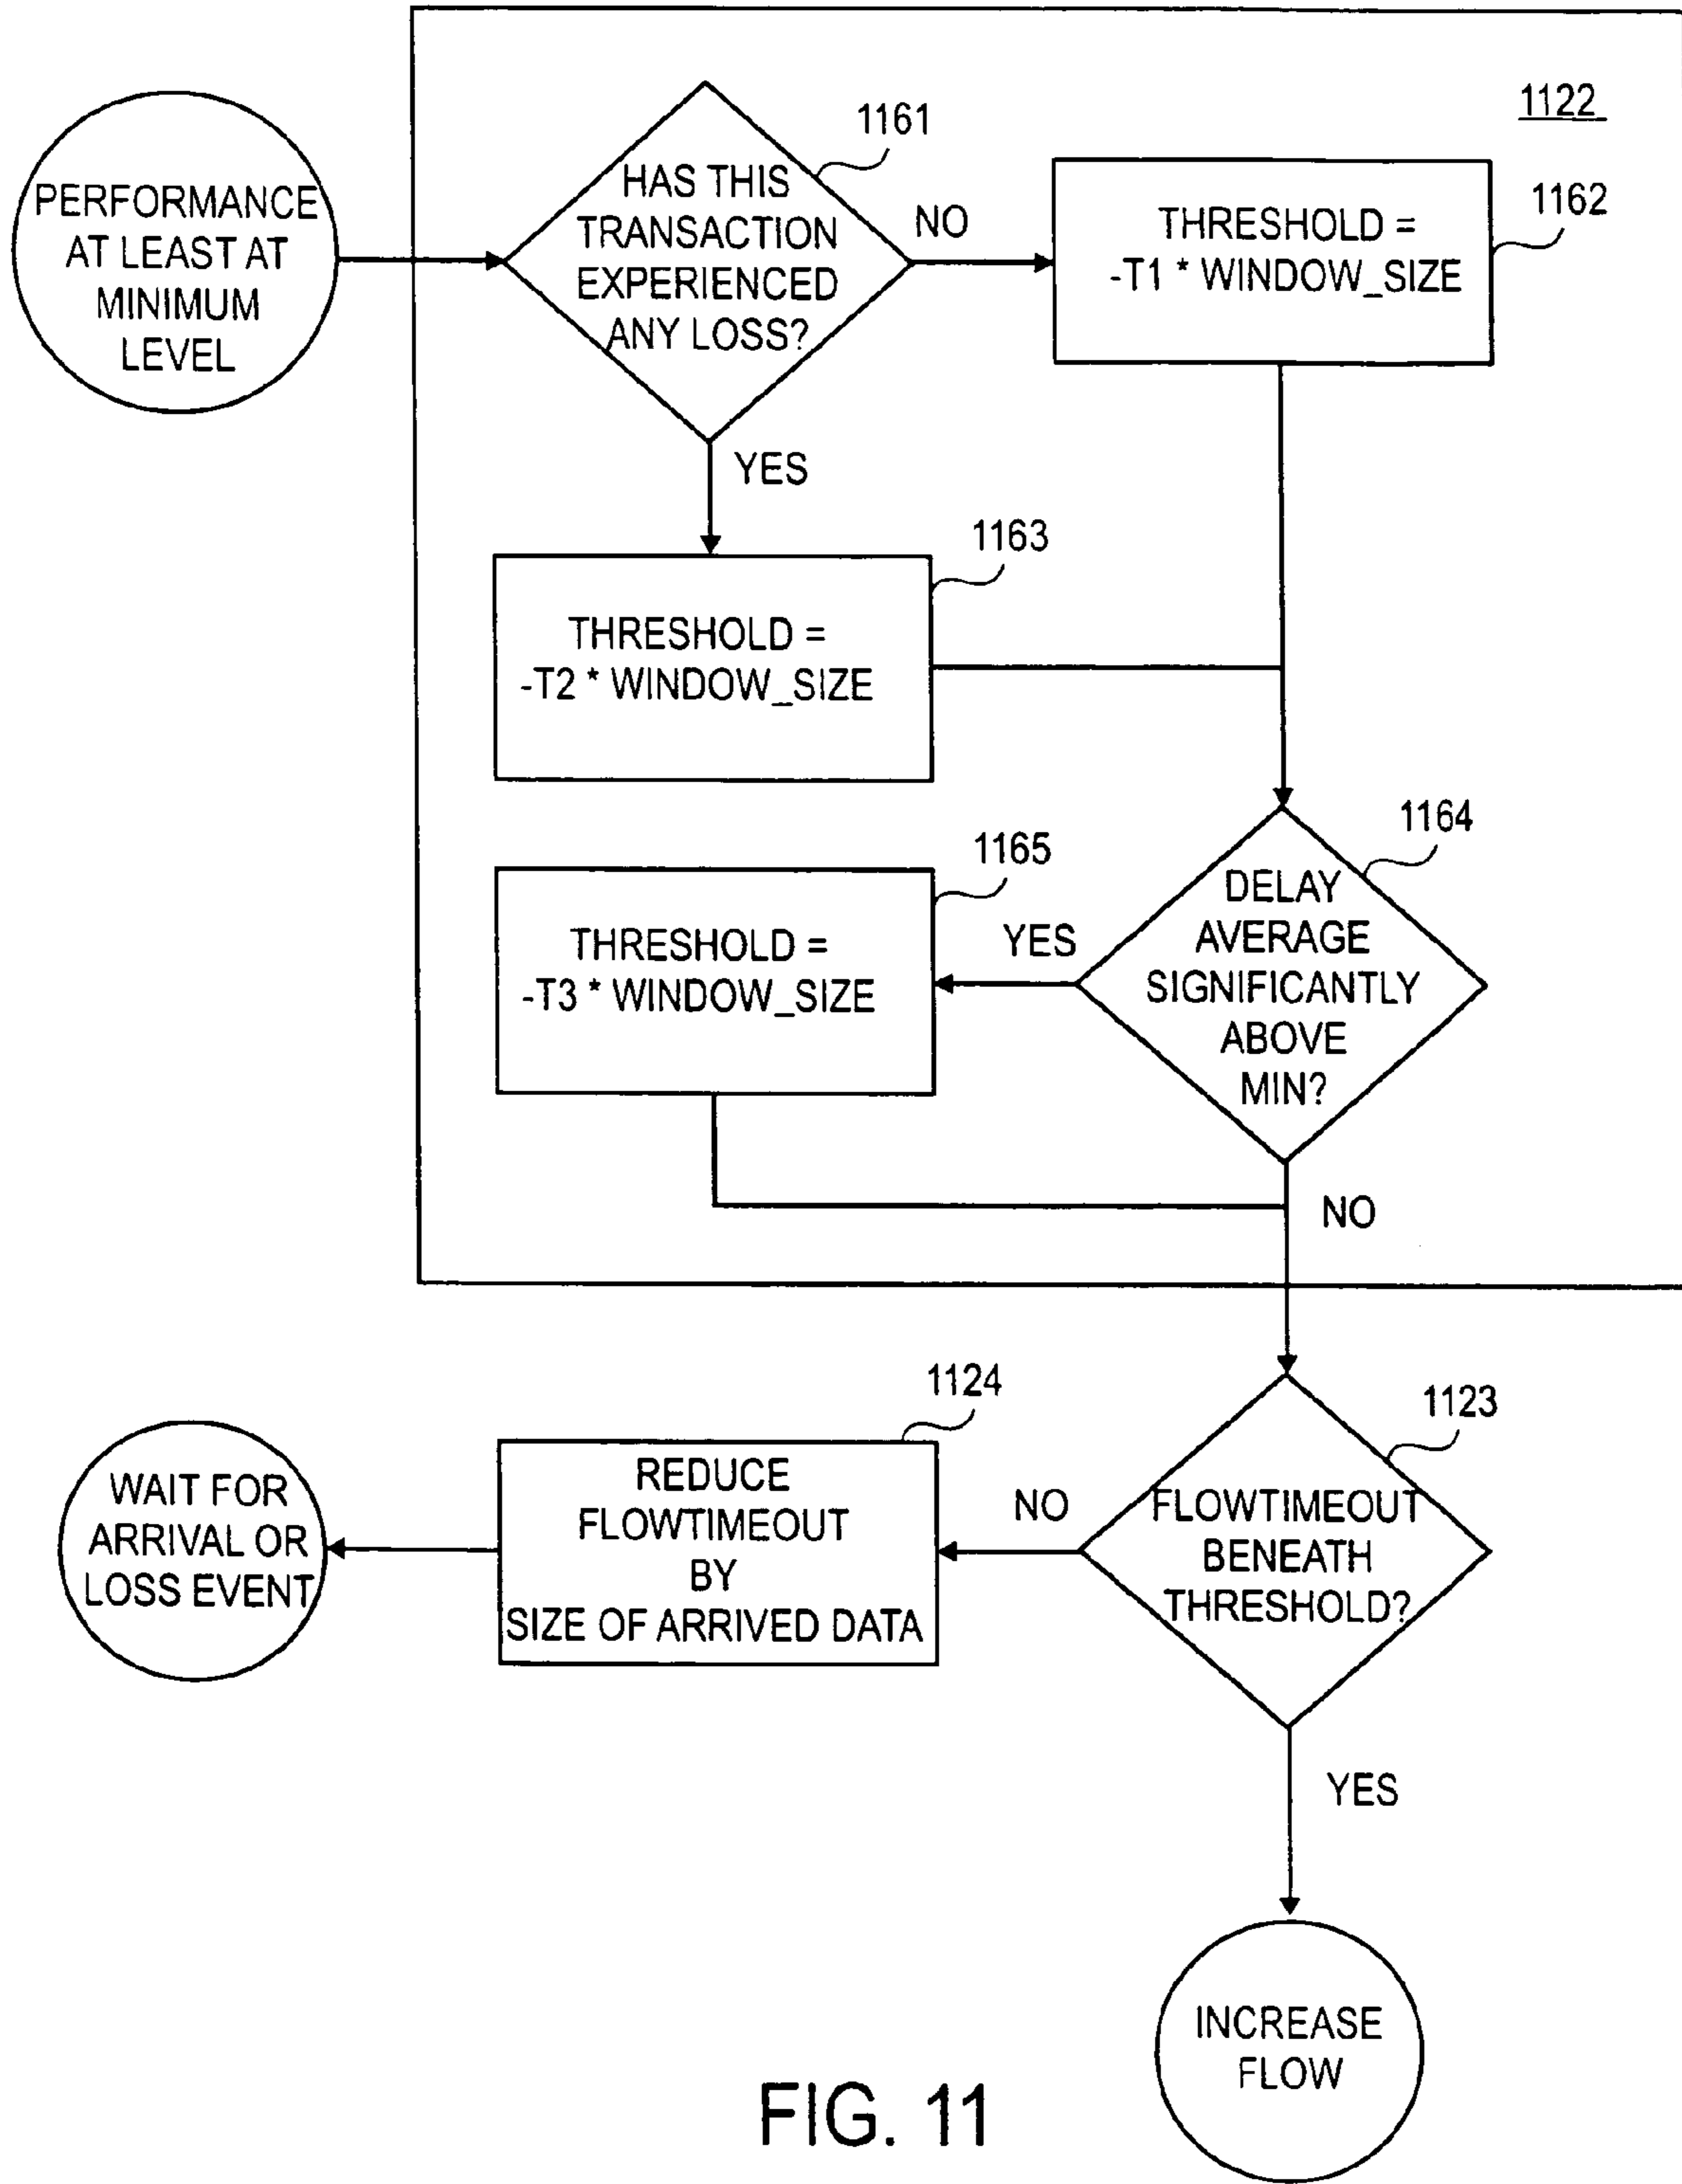 1122
PERFORMANCE
AT LEAST AT
MINIMUM
LEVEL
1161
HAS THIS
TRANSACTION
EXPERIENCED
ANY LOSS?
NO
YES
1162
THRESHOLD =
-T1 * WINDOW_SIZE
1163
THRESHOLD =
-T2 * WINDOW_SIZE
1164
DELAY
AVERAGE
SIGNIFICANTLY
ABOVE
MIN?
YES
NO
1165
THRESHOLD =
-T3 * WINDOW_SIZE
1123
FLOWTIMEOUT
BENEATH
THRESHOLD?
NO
YES
1124
REDUCE
FLOWTIMEOUT
BY
SIZE OF ARRIVED DATA
WAIT FOR
ARRIVAL OR
LOSS EVENT
INCREASE
FLOW
FIG. 11